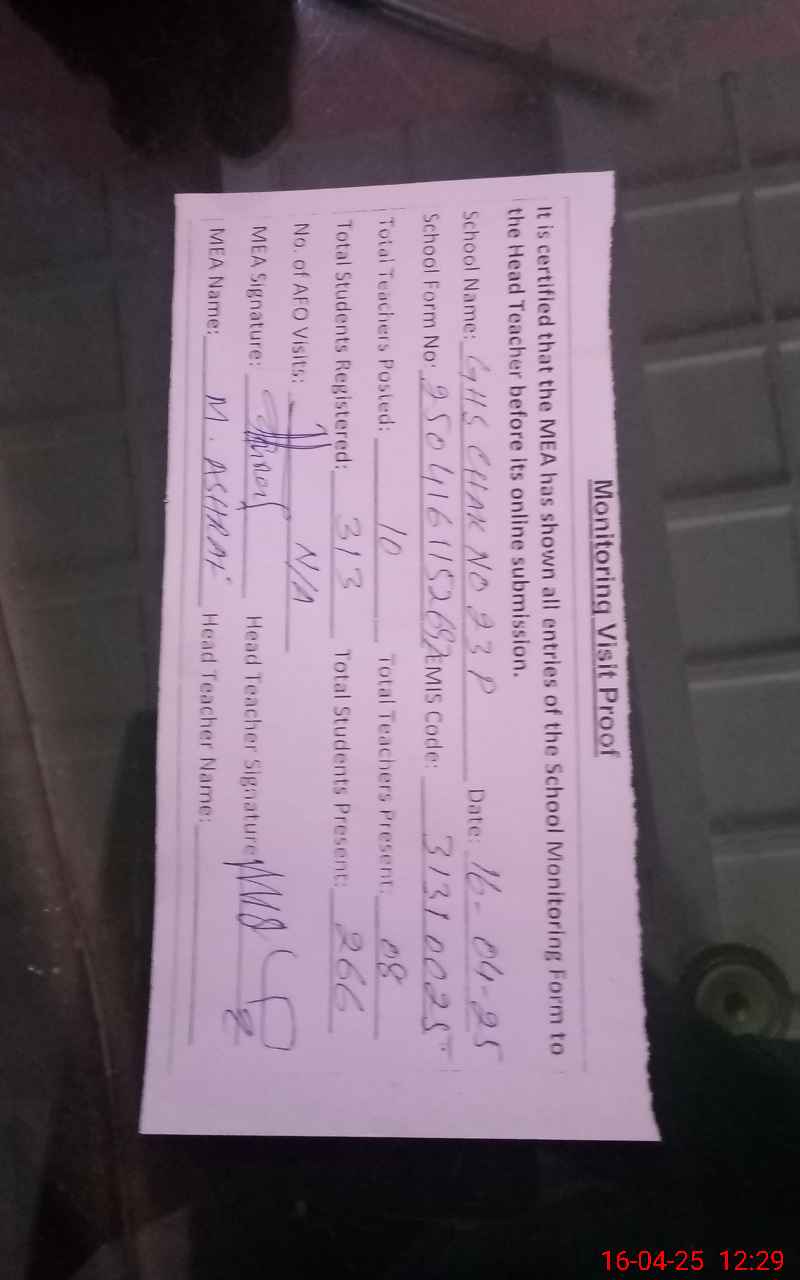 Monitoring Visit Proof
It is certified that the MEA has shown all entries of the School Monitoring Form to
the Head Teacher before its online submission.
School Name: GHS CHAK NO 23 P Date: 16-04-25
School Form No: 250416115269 EMIS Code: 31310025
Total Teachers Posted: 10 Total Teachers Present: 08
Total Students Registered: 313 Total Students Present: 266
No. of AFO Visits: N/A
MEA Signature: Head Teacher Signature:
MEA Name: M. ASHRAF Head Teacher Name:
16-04-25 12:29